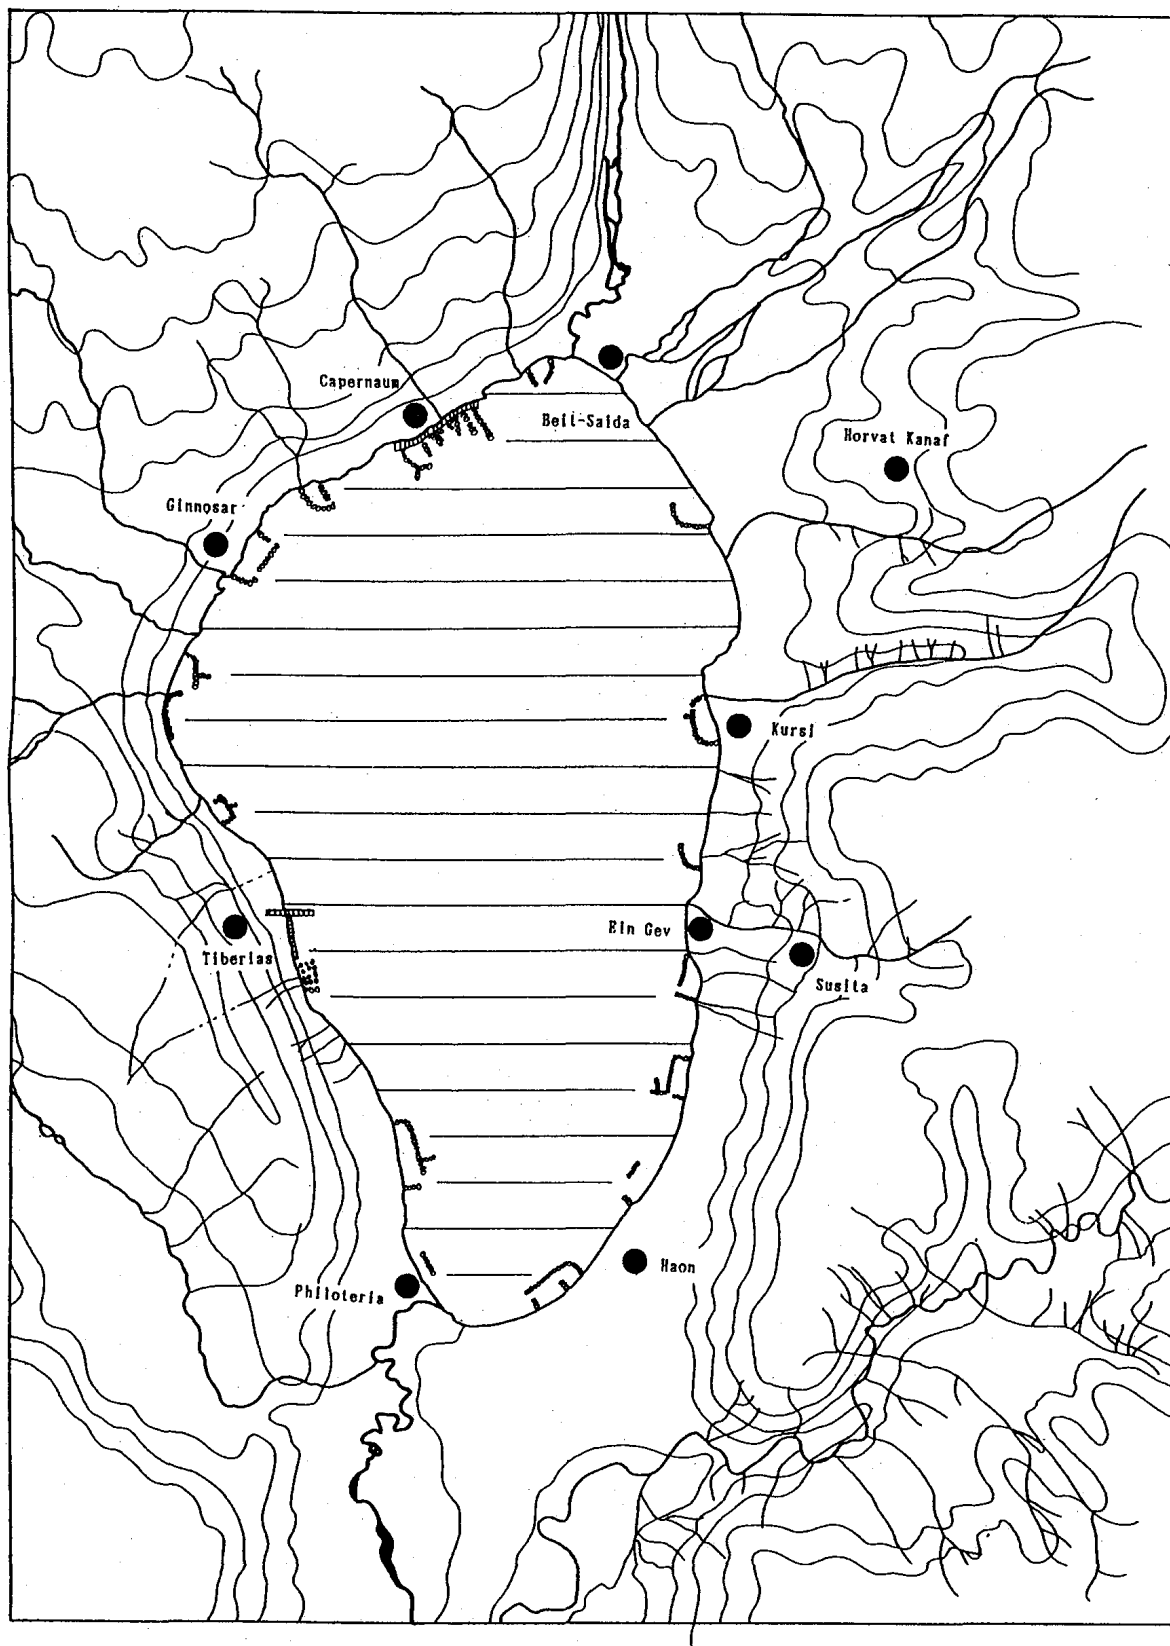 Capernaum
Beit-Saida
Horvat Kanaf
Ginnosar
Kursi
Ein Gev
Tiberias
Susita
Haon
Philoteria